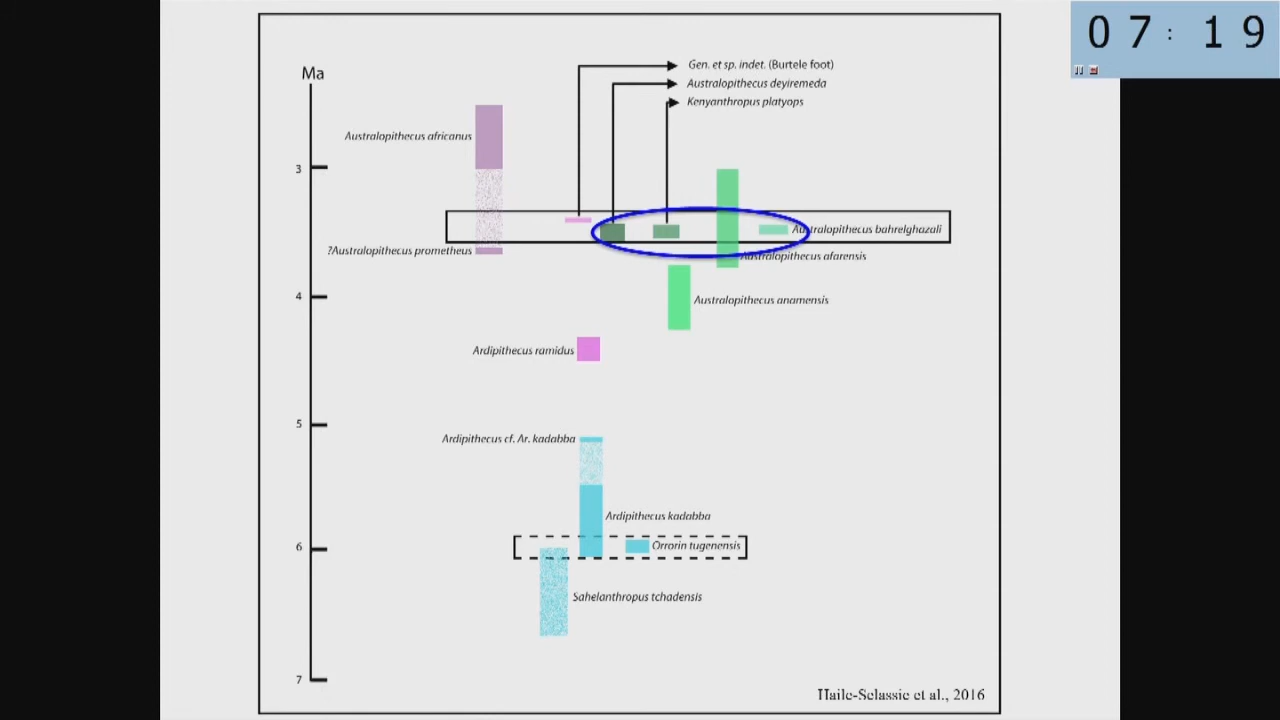 07:19
Ma
Gen. et sp. indet. (Burtele foot)
Australopithecus deyiremeda
Kenyanthropus platyops
Australopithecus africanus
3
Australopithecus bahrelghazali
?Australopithecus prometheus
Australopithecus afarensis
4
Australopithecus anamensis
Ardipithecus ramidus
5
Ardipithecus cf. Ar. kadabba
Ardipithecus kadabba
6
Orrorin tugenensis
Sahelanthropus tchadensis
7
Haile-Selassie et al., 2016